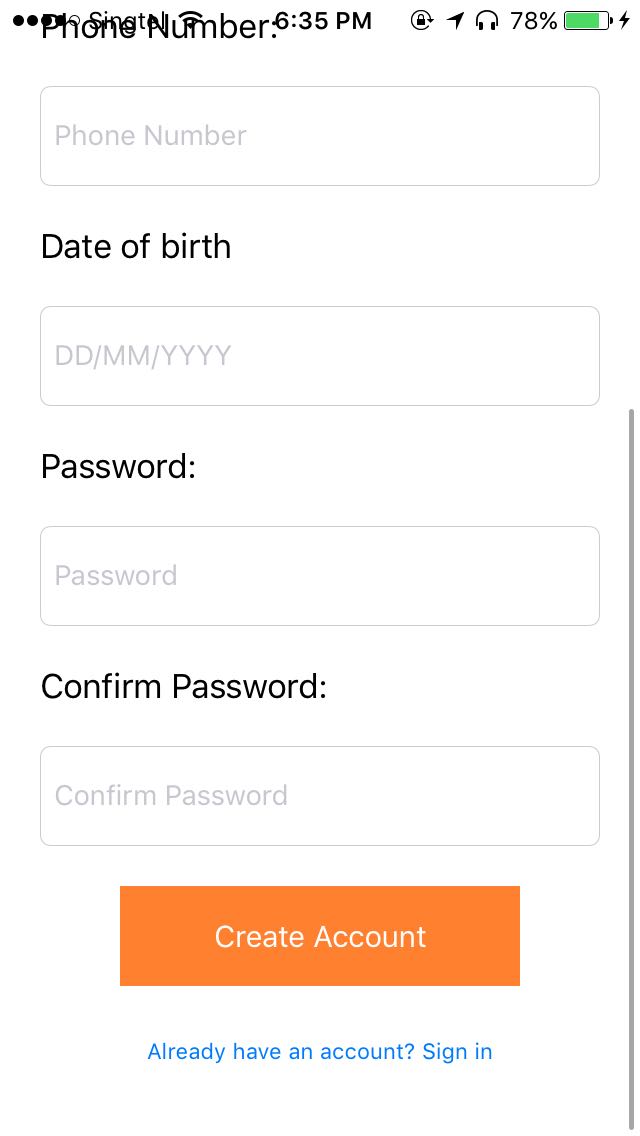 Singtel 6:35 PM 78%
Phone Number:
Phone Number
Date of birth
DD/MM/YYYY
Password:
Password
Confirm Password:
Confirm Password
Create Account
Already have an account? Sign in